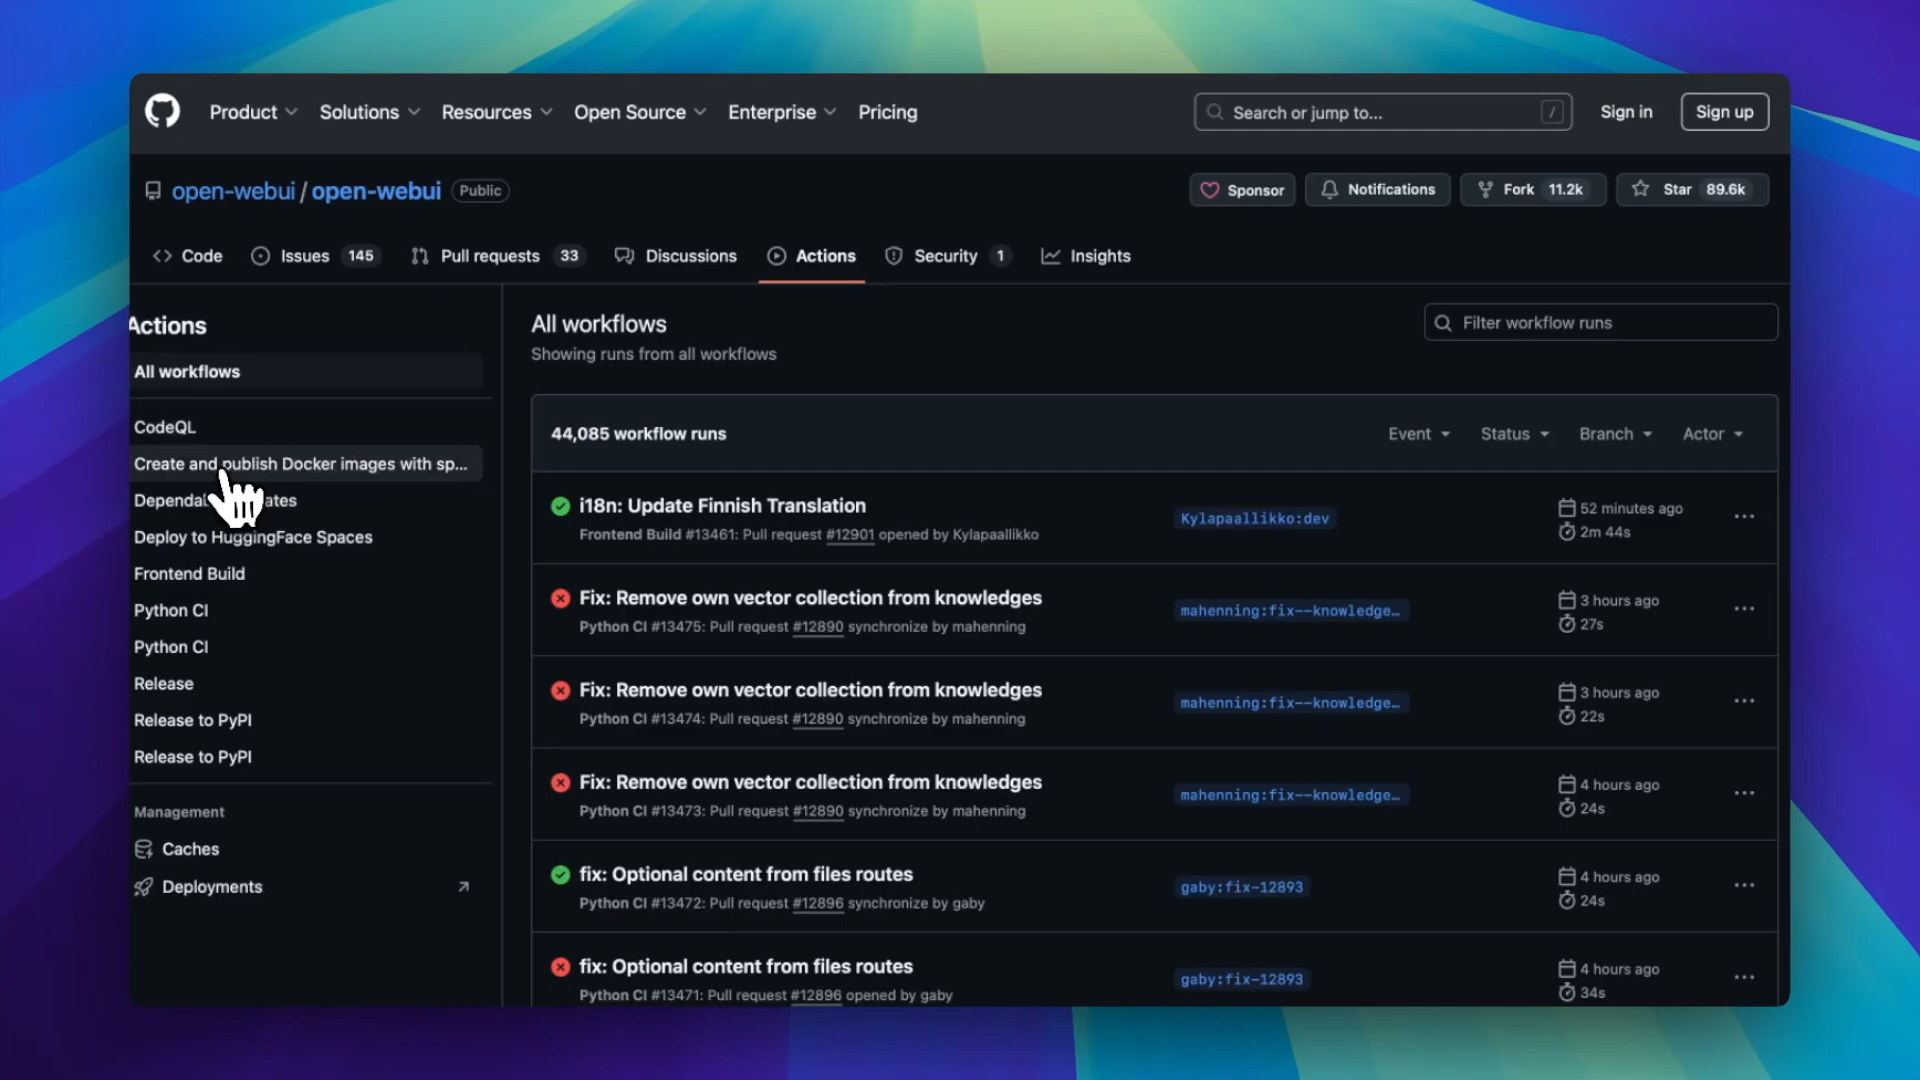 Product Solutions Resources Open Source Enterprise Pricing Search or jump to... / Sign in Sign up
open-webui / open-webui Public Sponsor Notifications Fork 11.2k Star 89.6k
Code Issues 145 Pull requests 33 Discussions Actions Security 1 Insights
Actions
All workflows
CodeQL
Create and publish Docker images with sp...
Deploy to HuggingFace Spaces
Frontend Build
Python CI
Python CI
Release
Release to PyPI
Release to PyPI
Management
Caches
Deployments
All workflows
Showing runs from all workflows
Filter workflow runs
44,085 workflow runs Event Status Branch Actor
i18n: Update Finnish Translation
Frontend Build #13461: Pull request #12901 opened by Kylapaallikko
Kylapaallikko:dev
52 minutes ago
2m 44s
Fix: Remove own vector collection from knowledges
Python CI #13475: Pull request #12890 synchronize by mahenning
mahenning:fix--knowledge…
3 hours ago
27s
Fix: Remove own vector collection from knowledges
Python CI #13474: Pull request #12890 synchronize by mahenning
mahenning:fix--knowledge…
3 hours ago
22s
Fix: Remove own vector collection from knowledges
Python CI #13473: Pull request #12890 synchronize by mahenning
mahenning:fix--knowledge…
4 hours ago
24s
fix: Optional content from files routes
Python CI #13472: Pull request #12896 synchronize by gaby
gaby:fix-12893
4 hours ago
24s
fix: Optional content from files routes
Python CI #13471: Pull request #12896 opened by gaby
gaby:fix-12893
4 hours ago
34s